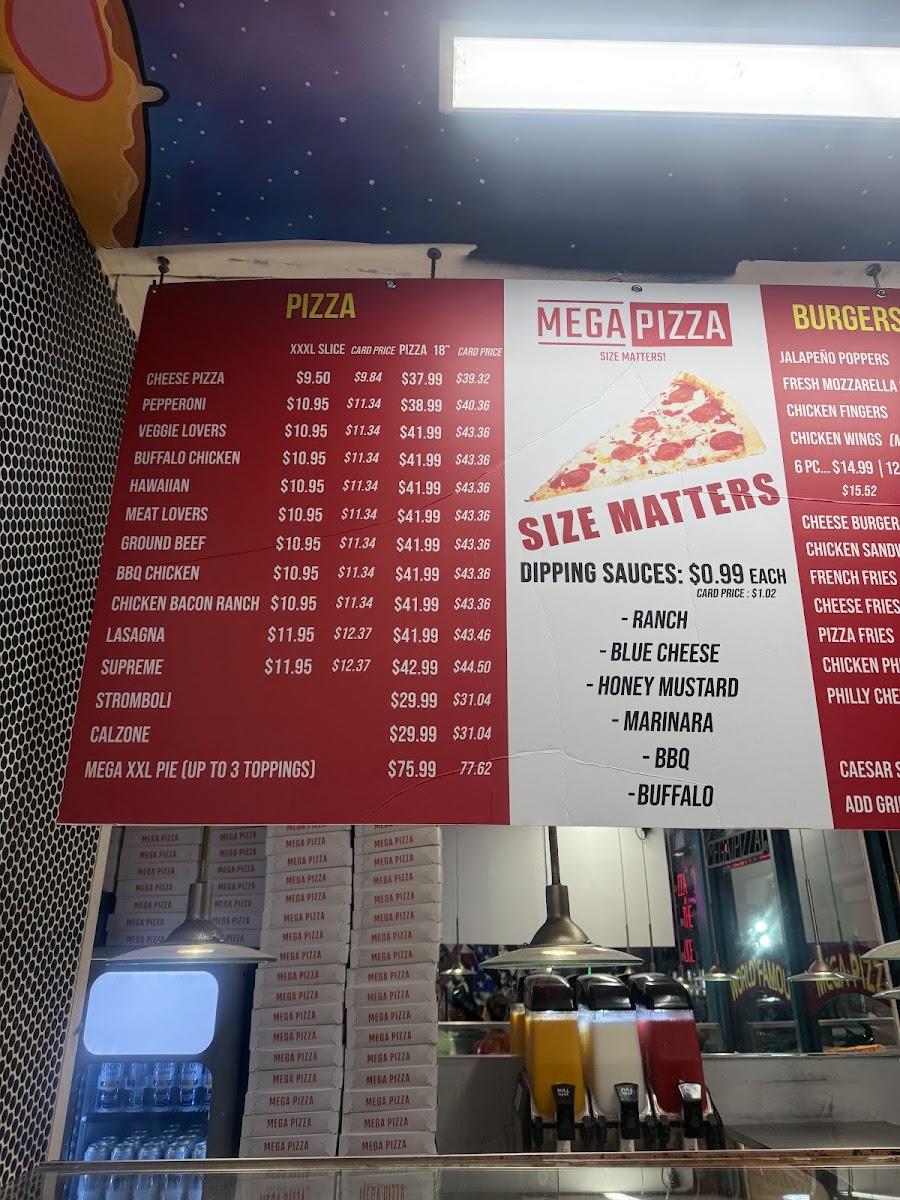 PIZZA
XXXL SLICE CARD PRICE PIZZA 18" CARD PRICE
CHEESE PIZZA $9.50 $9.84 $37.99 $39.32
PEPPERONI $10.95 $11.34 $38.99 $40.36
VEGGIE LOVERS $10.95 $11.34 $41.99 $43.36
BUFFALO CHICKEN $10.95 $11.34 $41.99 $43.36
HAWAIIAN $10.95 $11.34 $41.99 $43.36
MEAT LOVERS $10.95 $11.34 $41.99 $43.36
GROUND BEEF $10.95 $11.34 $41.99 $43.36
BBQ CHICKEN $10.95 $11.34 $41.99 $43.36
CHICKEN BACON RANCH $10.95 $11.34 $41.99 $43.36
LASAGNA $11.95 $12.37 $41.99 $43.46
SUPREME $11.95 $12.37 $42.99 $44.50
STROMBOLI $29.99 $31.04
CALZONE $29.99 $31.04
MEGA XXL PIE (UP TO 3 TOPPINGS) $75.99 77.62
MEGA PIZZA
SIZE MATTERS!
SIZE MATTERS
DIPPING SAUCES: $0.99 EACH
CARD PRICE : $1.02
- RANCH
- BLUE CHEESE
- HONEY MUSTARD
- MARINARA
- BBQ
-BUFFALO
BURGERS
JALAPEÑO POPPERS
FRESH MOZZARELLA
CHICKEN FINGERS
CHICKEN WINGS (
6 PC... $14.99 | 12
$15.52
CHEESE BURGER
CHICKEN SAND
FRENCH FRIES
CHEESE FRIES
PIZZA FRIES
CHICKEN PH
PHILLY CHE
CAESAR S
ADD GRI
MEGA PIZZA
WORLD FAMOU
MEGA PIZZ